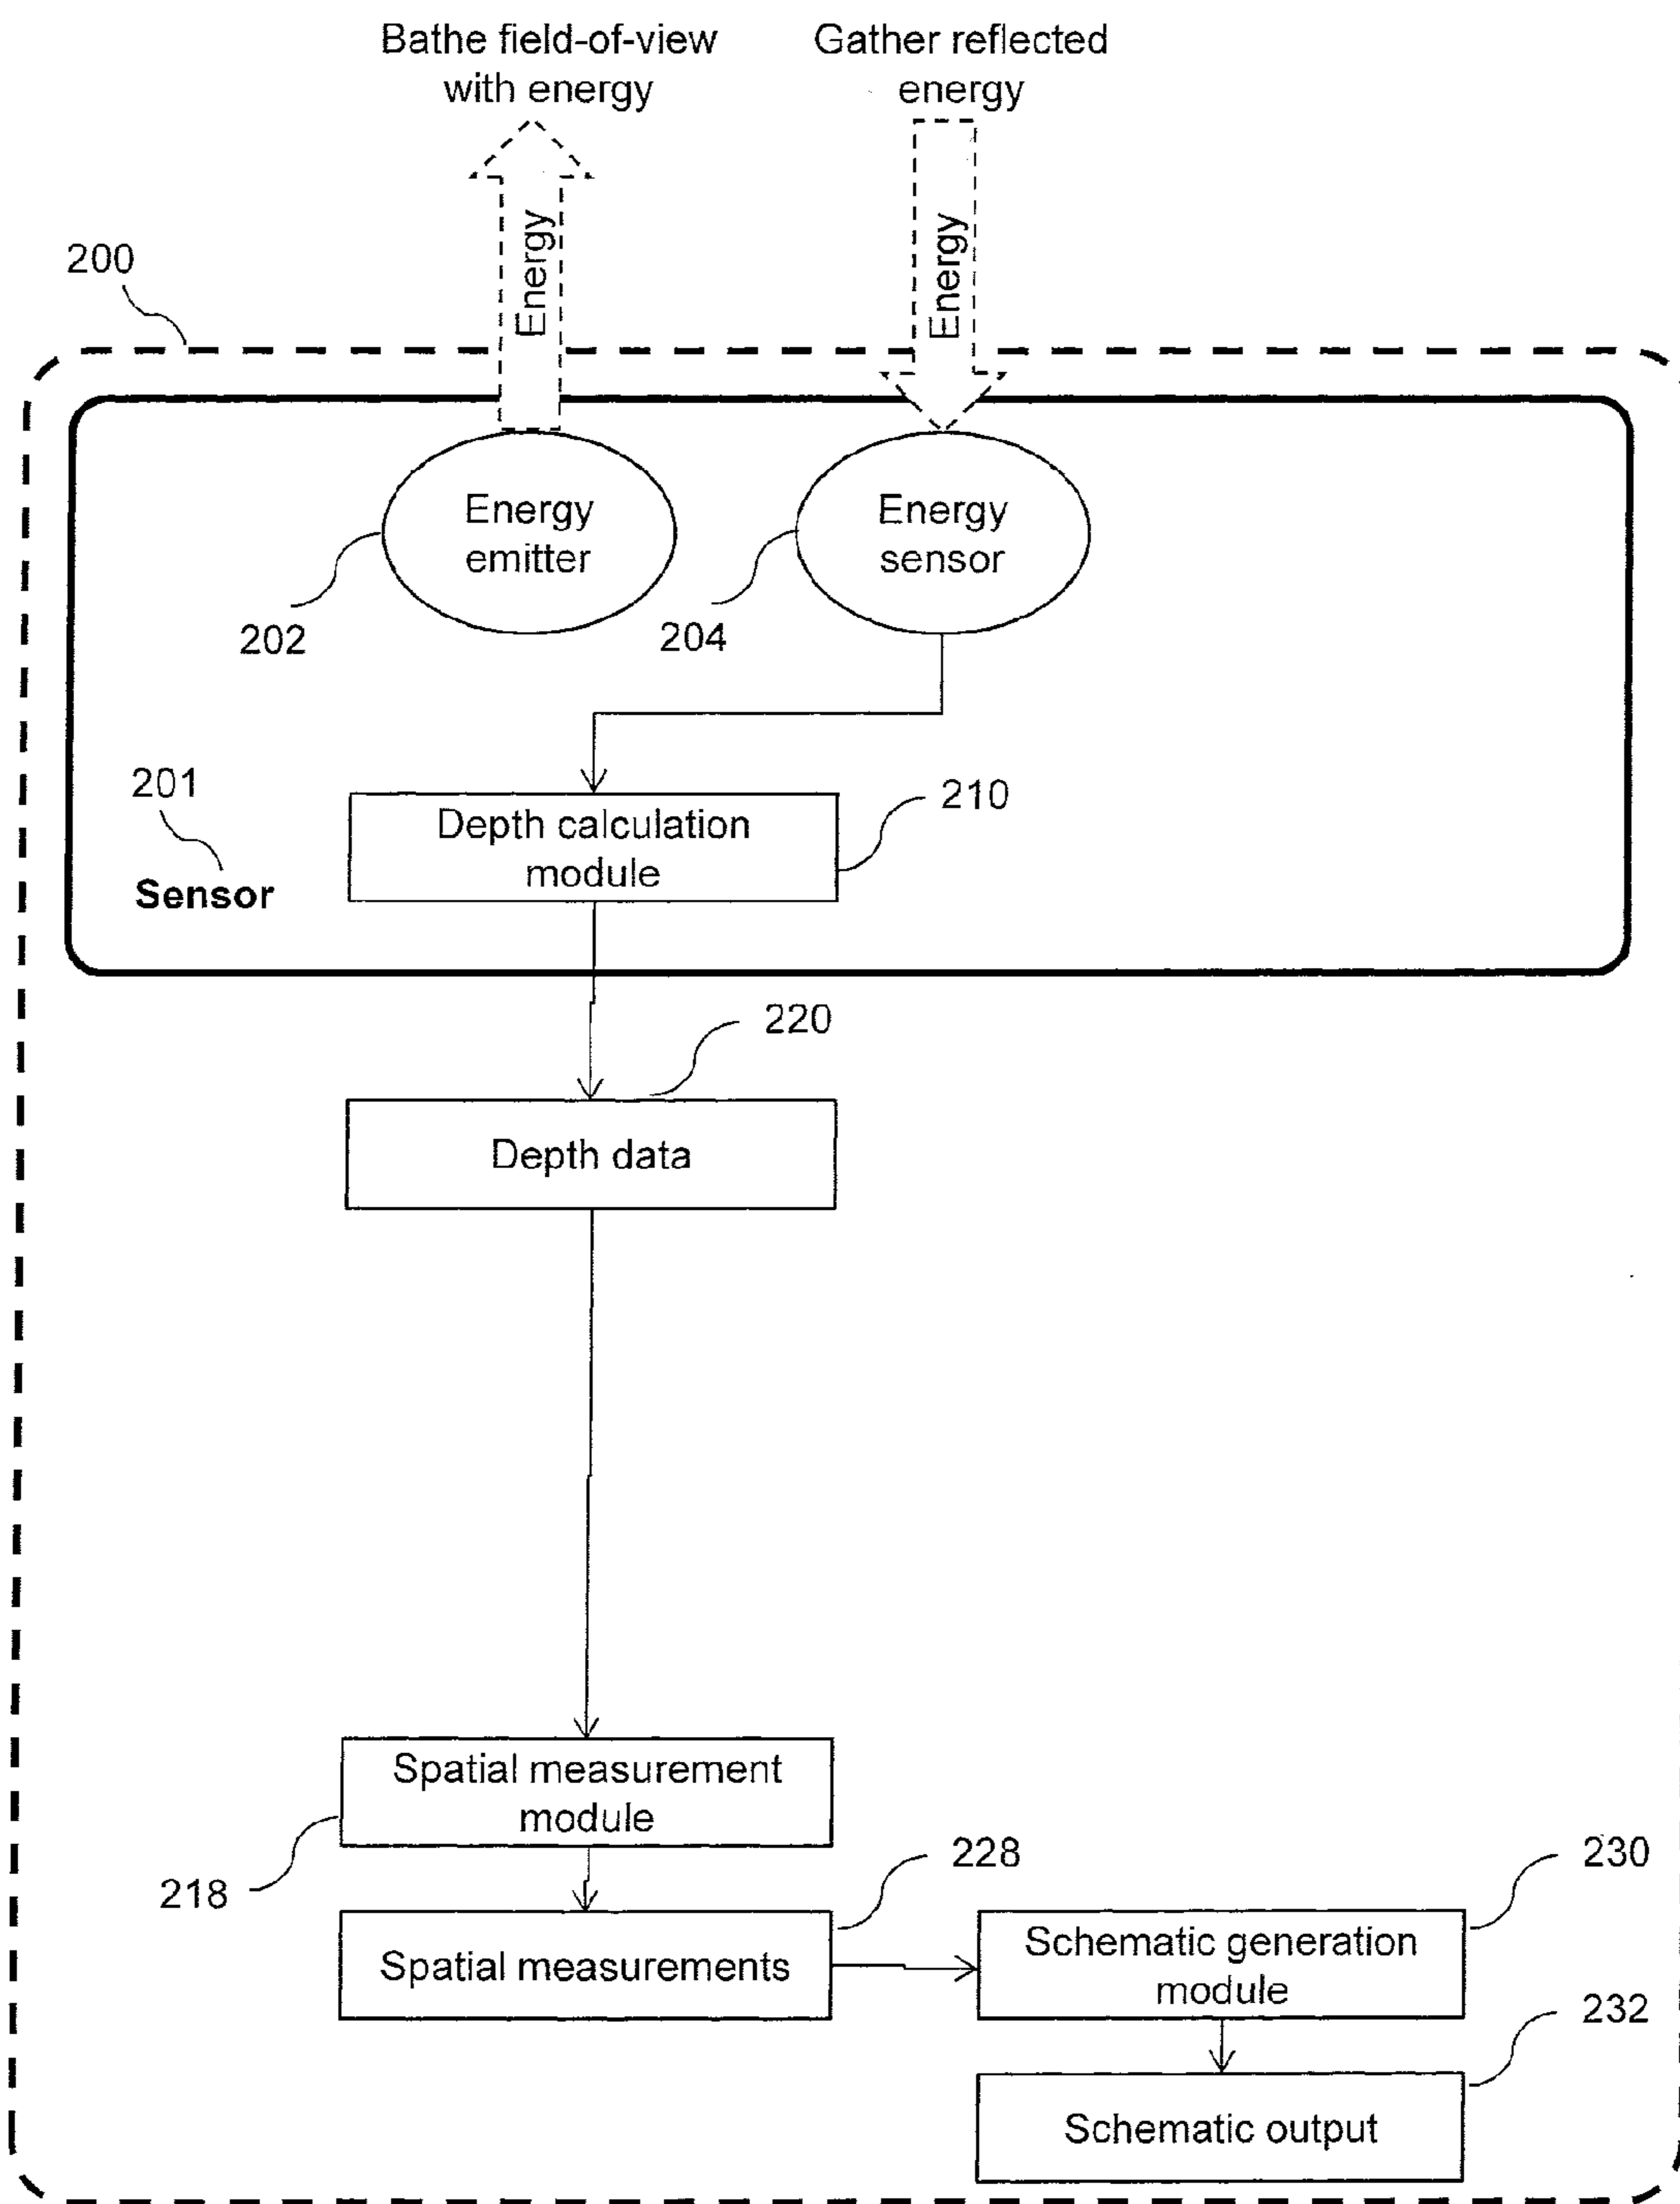 Bathe field-of-view
with energy
Gather reflected
energy
Energy
Energy
200
Energy
emitter
Energy
sensor
202
204
201
Sensor
Depth calculation
module
210
220
Depth data
Spatial measurement
module
218
228
Spatial measurements
230
Schematic generation
module
232
Schematic output